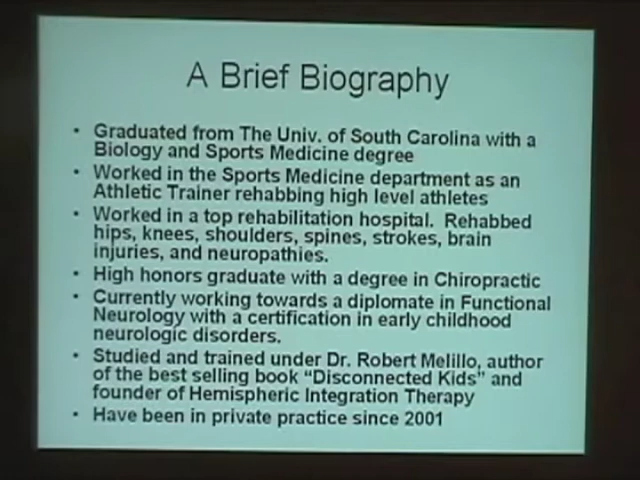 A Brief Biography
• Graduated from The Univ. of South Carolina with a
Biology and Sports Medicine degree
• Worked in the Sports Medicine department as an
Athletic Trainer rehabbing high level athletes
• Worked in a top rehabilitation hospital. Rehabbed
hips, knees, shoulders, spines, strokes, brain
injuries, and neuropathies.
• High honors graduate with a degree in Chiropractic
• Currently working towards a diplomate in Functional
Neurology with a certification in early childhood
neurologic disorders.
• Studied and trained under Dr. Robert Melillo, author
of the best selling book “Disconnected Kids” and
founder of Hemispheric Integration Therapy
• Have been in private practice since 2001